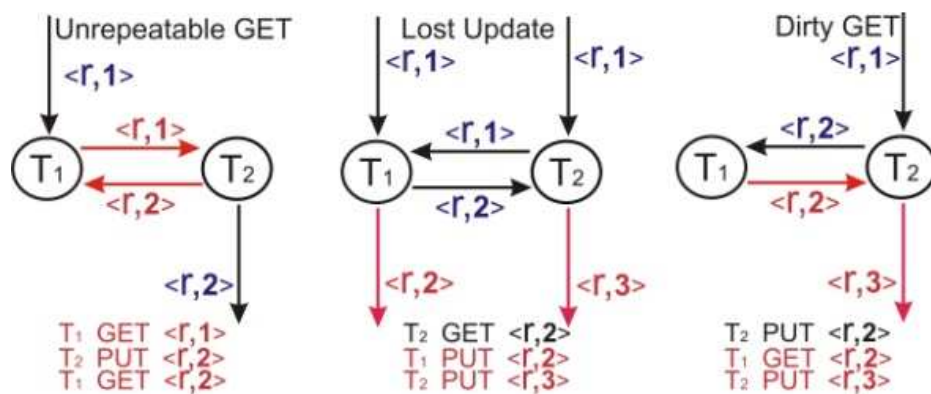 Unrepeatable GET
<r,1>
<r,1>
T1
T2
<r,2>
<r,2>
T1 GET <r,1>
T2 PUT <r,2>
T1 GET <r,2>
Lost Update
<r,1>
<r,1>
<r,1>
T1
T2
<r,2>
<r,2>
<r,3>
T2 GET <r,2>
T1 PUT <r,2>
T2 PUT <r,3>
Dirty GET
<r,1>
<r,2>
T1
T2
<r,2>
<r,3>
T2 PUT <r,2>
T1 GET <r,2>
T2 PUT <r,3>